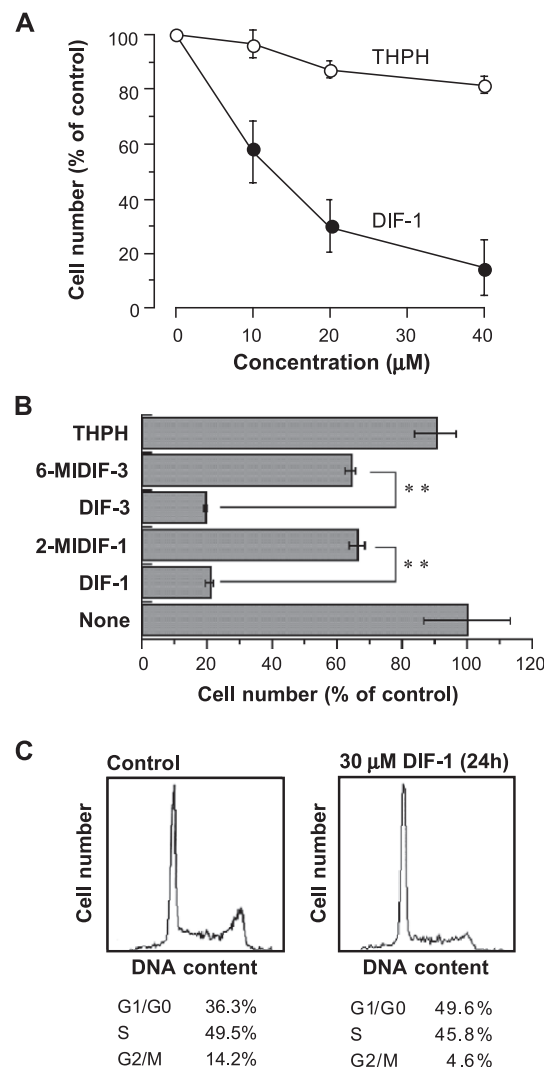 A
Cell number (% of control)
100
80
60
40
20
0
THPH
DIF-1
0 10 20 30 40
Concentration (μM)
B
THPH
6-MIDIF-3
DIF-3
2-MIDIF-1
DIF-1
None
* *
* *
0 20 40 60 80 100 120
Cell number (% of control)
C
Control
Cell number
DNA content
G1/G0 36.3%
S 49.5%
G2/M 14.2%
30 μM DIF-1 (24h)
Cell number
DNA content
G1/G0 49.6%
S 45.8%
G2/M 4.6%